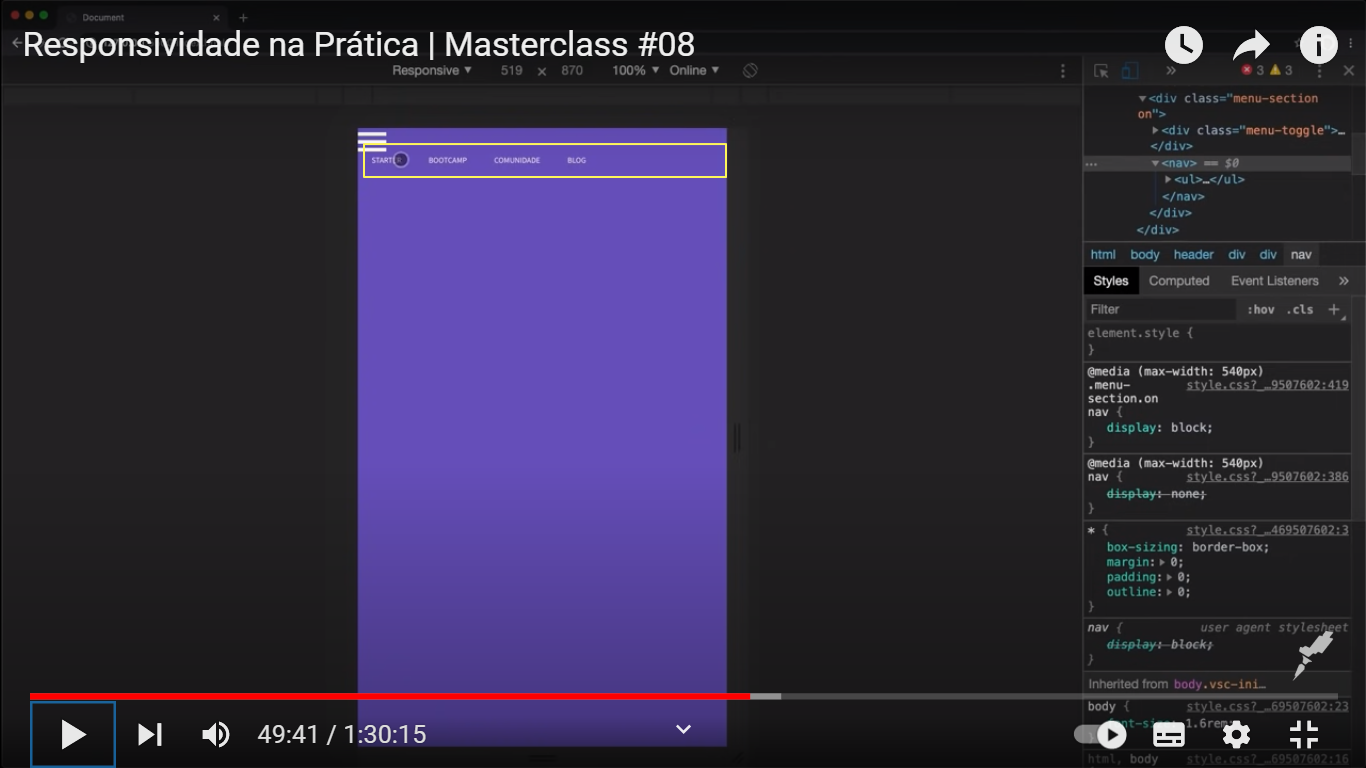 Document
Responsividade na Prática | Masterclass #08
Responsive ▼ 519 × 870 100% ▼ Online ▼
3 3
START
BOOTCAMP COMUNIDADE BLOG
▼<div class="menu-section
on">
▶<div class="menu-toggle">…
</div>
… ▼<nav> == $0
▶<ul>…</ul>
</nav>
</div>
</div>
html body header div div nav
Styles Computed Event Listeners »
Filter :hov .cls +
element.style {
}
@media (max-width: 540px)
.menu- style.css?_…9507602:419
section.on
nav {
display: block;
}
@media (max-width: 540px)
nav { style.css?_…9507602:386
display: none;
}
* { style.css?_…469507602:3
box-sizing: border-box;
margin:▶ 0;
padding:▶ 0;
outline:▶ 0;
}
nav { user agent stylesheet
display: block;
}
Inherited from body.vsc-ini…
body { style.css?_…69507602:23
font-size: 1.6rem;
}
html, body style.css?_…69507602:16
49:41 / 1:30:15